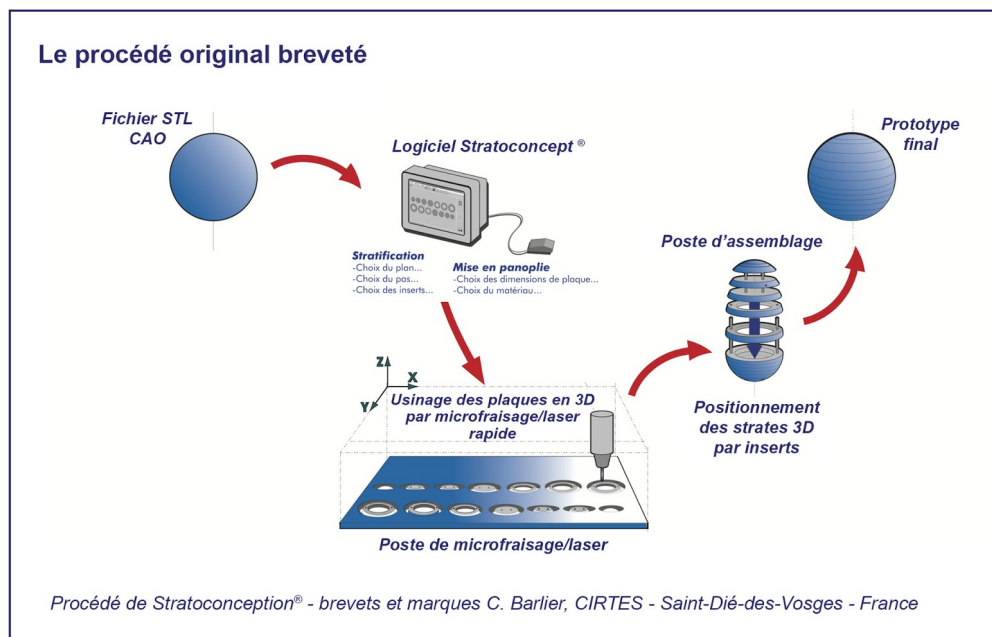 Le procédé original breveté
Fichier STL
CAO
Logiciel Stratoconcept ®
Stratification
-Choix du plan...
-Choix du pas...
-Choix des inserts...
Mise en panoplie
-Choix des dimensions de plaque...
-Choix du matériau...
Z
X
Y
Usinage des plaques en 3D
par microfraisage/laser
rapide
Poste de microfraisage/laser
Poste d'assemblage
Positionnement
des strates 3D
par inserts
Prototype
final
Procédé de Stratoconception® - brevets et marques C. Barlier, CIRTES - Saint-Dié-des-Vosges - France